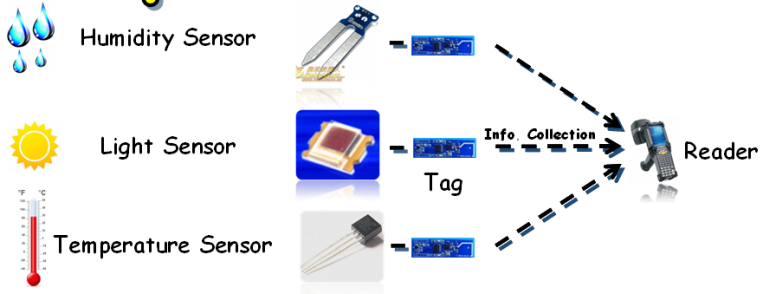 Humidity Sensor
Light Sensor
Info. Collection
Reader
Tag
°F °C
Temperature Sensor